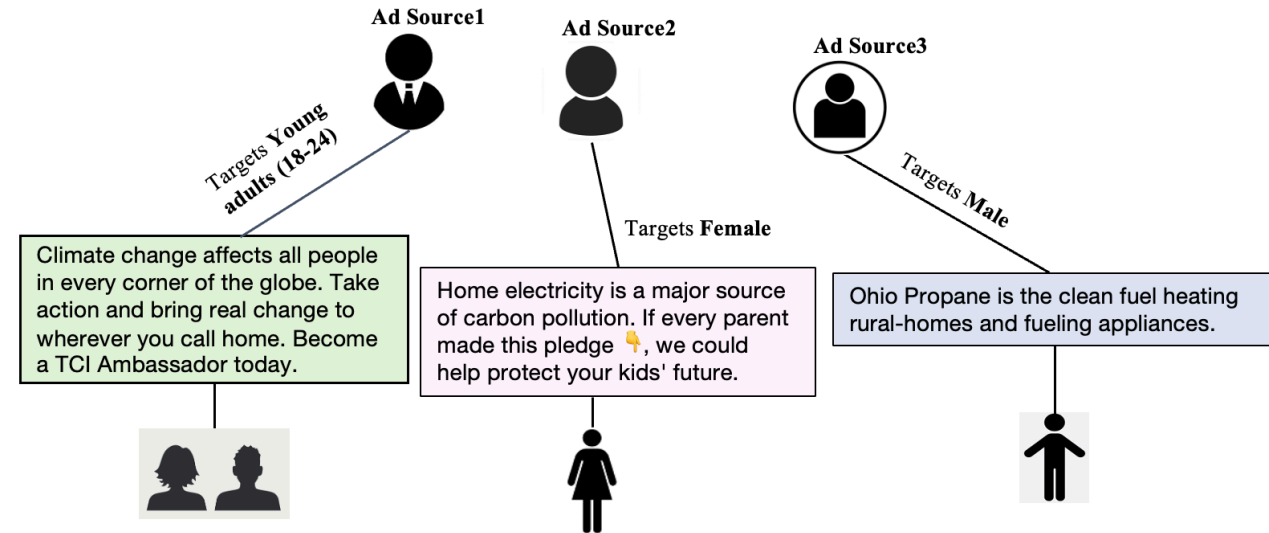 Ad Source1
Ad Source2
Ad Source3
Targets Young
adults (18-24)
Targets Female
Targets Male
Climate change affects all people
in every corner of the globe. Take
action and bring real change to
wherever you call home. Become
a TCI Ambassador today.
Home electricity is a major source
of carbon pollution. If every parent
made this pledge 👇, we could
help protect your kids' future.
Ohio Propane is the clean fuel heating
rural-homes and fueling appliances.